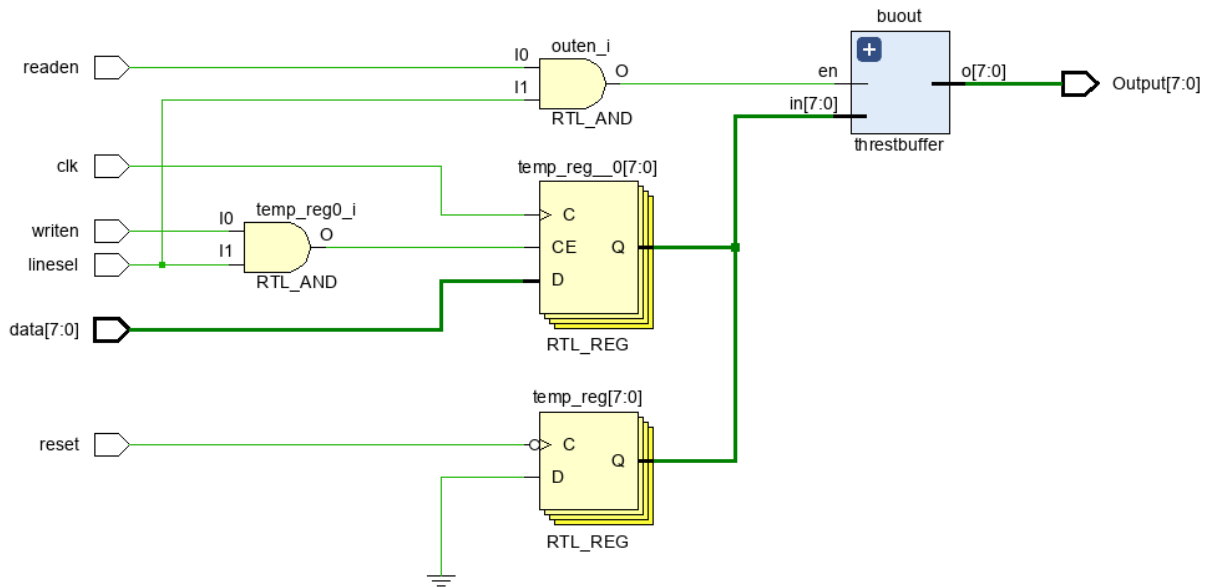 buout
readen
I0
outen_i
O
I1
RTL_AND
en
o[7:0]
Output[7:0]
in[7:0]
threstbuffer
clk
temp_reg__0[7:0]
C
writen
I0
temp_reg0_i
O
CE
Q
linesel
I1
RTL_AND
D
data[7:0]
RTL_REG
temp_reg[7:0]
reset
C
Q
D
RTL_REG